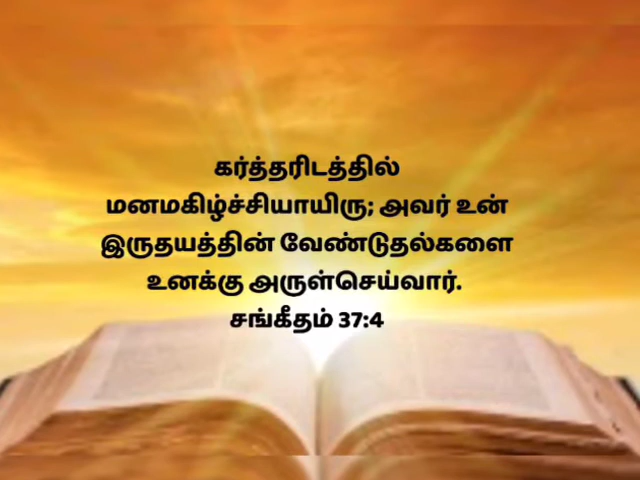 கர்த்தரிடத்தில்
மனமகிழ்ச்சியாயிரு; அவர் உன்
இருதயத்தின் வேண்டுதல்களை
உனக்கு அருள்செய்வார்.
சங்கீதம் 37:4